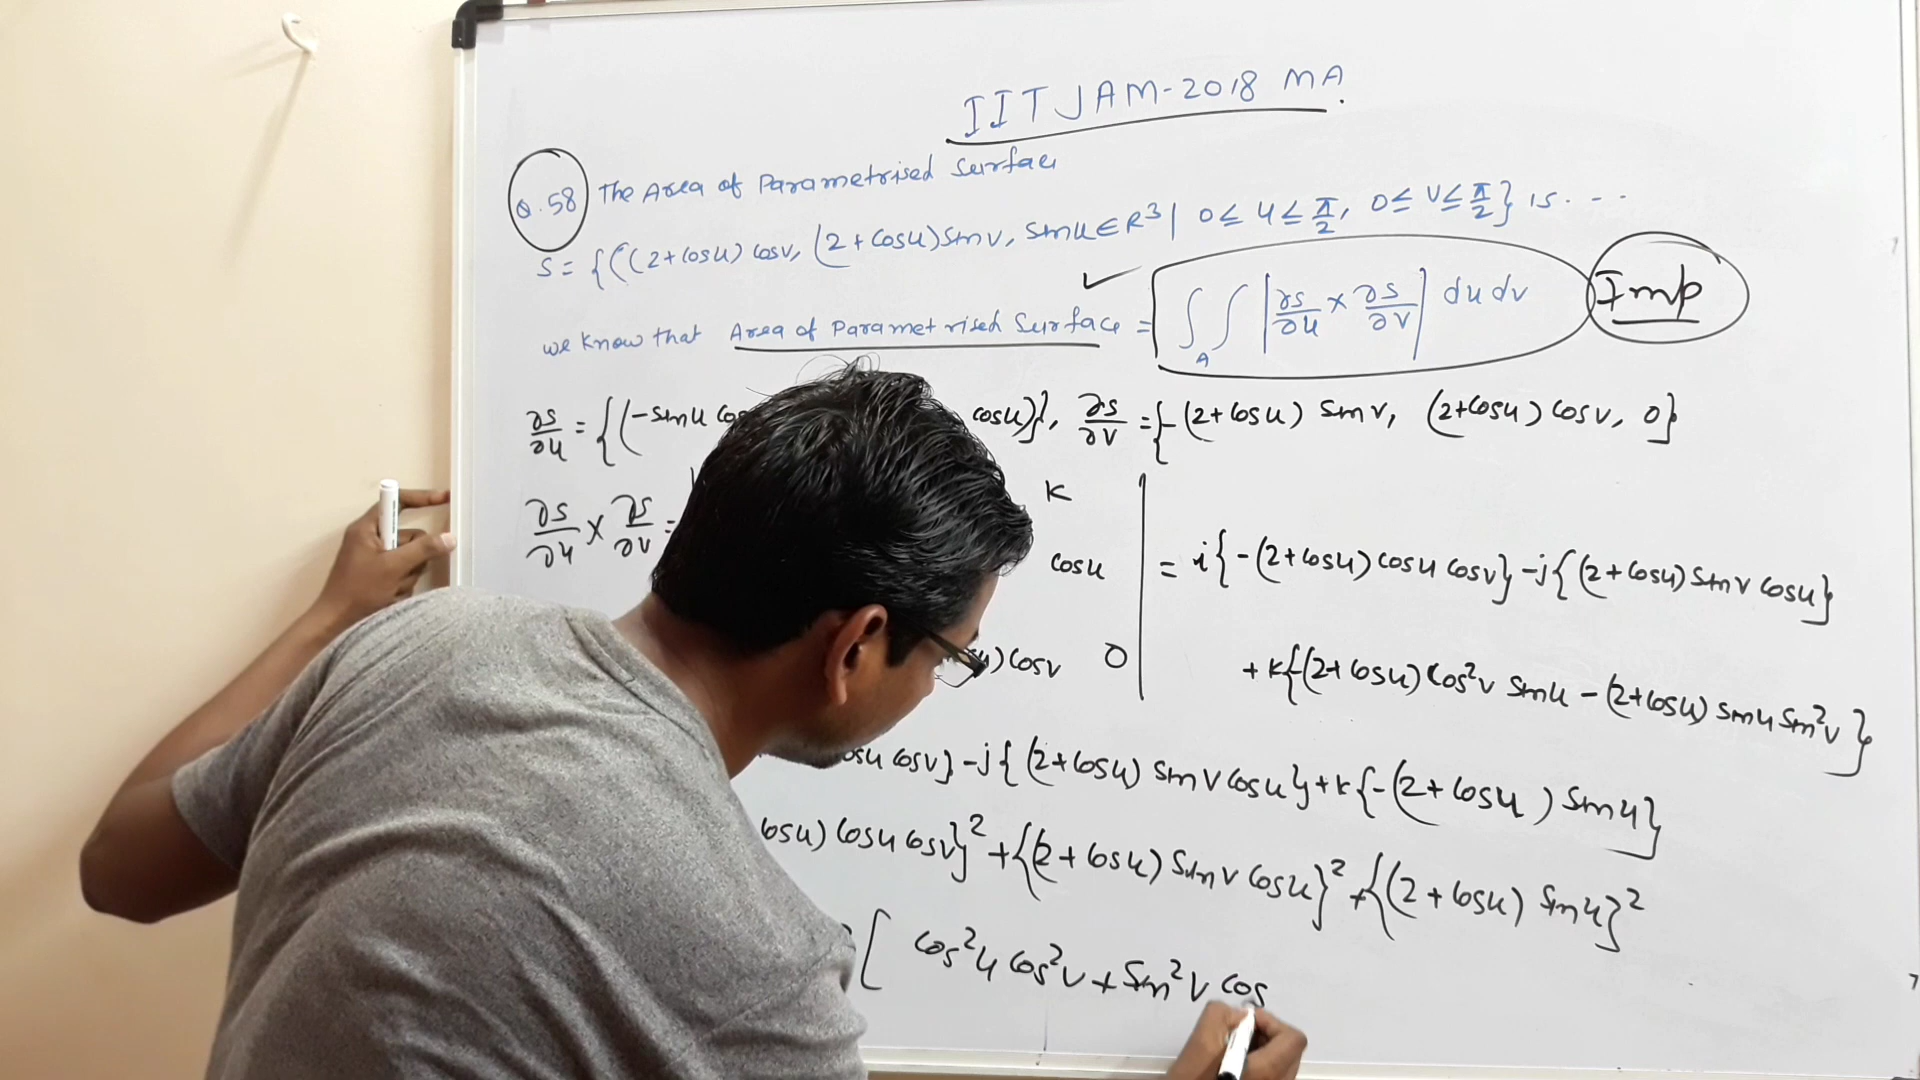 IIT JAM-2018 MA.
Q.58 The Area of Parametrised Surface
S = {((2+cosu) cosv, (2+cosu) sinv, sinu ∈ R³ | 0 ≤ u ≤ π/2, 0 ≤ v ≤ π/2} is ....
we know that Area of Parametrised Surface = ∫∫_A |∂s/∂u × ∂s/∂v| du dv Imp
∂s/∂u = {(-sinu cosu)}, ∂s/∂v = {-(2+cosu) sinv, (2+cosu) cosv, 0}
K
∂s/∂u × ∂s/∂v = cosu = i{-(2+cosu) cosu cosv} - j{(2+cosu) sinv cosu}
) cosv 0 + k{-(2+cosu) cos²v sinu - (2+cosu) sinu sin²v}
cosv} - j{(2+cosu) sinv cosu} + k{-(2+cosu) sinu}
cosu) cosu cosv}² + {(2+cosu) sinv cosu}² + {(2+cosu) sinu}²
[ cos²u cos²v + sin²v cos